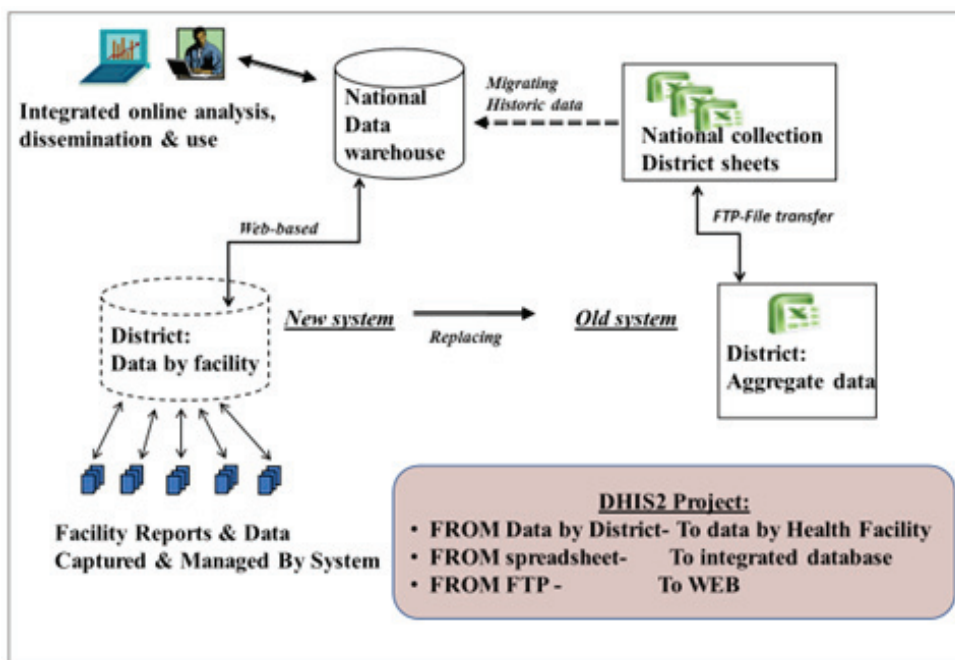 Integrated online analysis,
dissemination & use
National
Data
warehouse
Migrating
Historic data
National collection
District sheets
Web-based
FTP-File transfer
District:
Data by facility
New system
Replacing
Old system
District:
Aggregate data
Facility Reports & Data
Captured & Managed By System
DHIS2 Project:
• FROM Data by District- To data by Health Facility
• FROM spreadsheet- To integrated database
• FROM FTP - To WEB